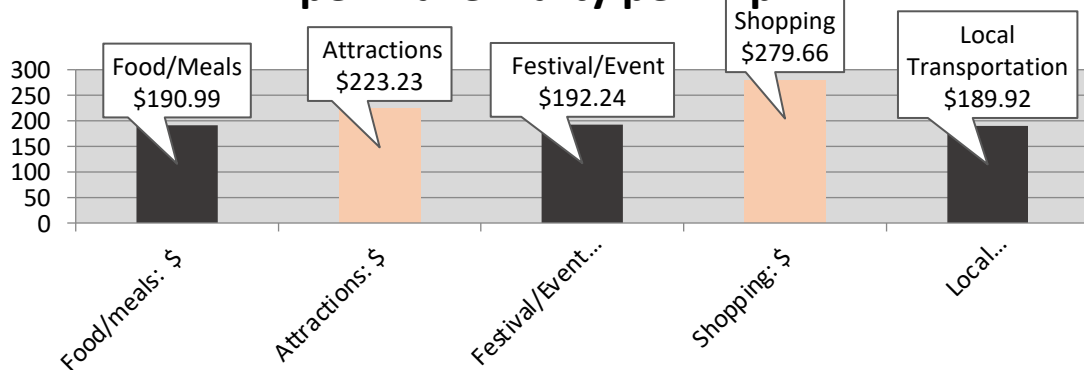 Shopping
$279.66
Local
Transportation
$189.92
Attractions
$223.23
Food/Meals
$190.99
Festival/Event
$192.24
300
250
200
150
100
50
0
Food/meals: $
Attractions: $
Festival/Event...
Shopping: $
Local...